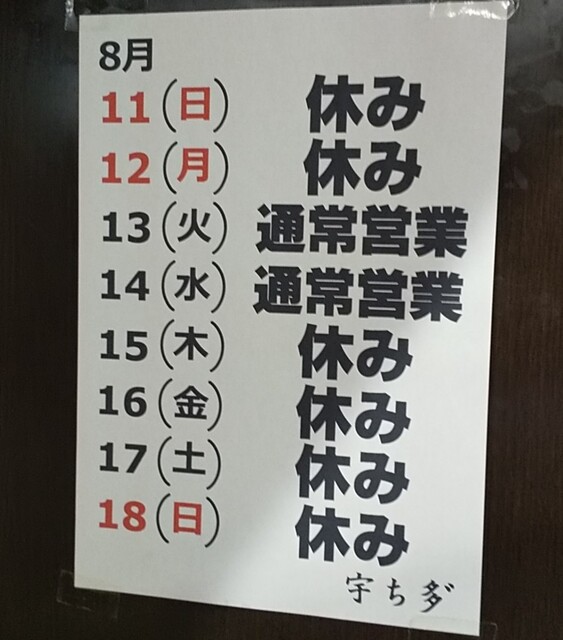 8月
11(日) 休み
12(月) 休み
13(火) 通常営業
14(水) 通常営業
15(木) 休み
16(金) 休み
17(土) 休み
18(日) 休み
宇ち多゛